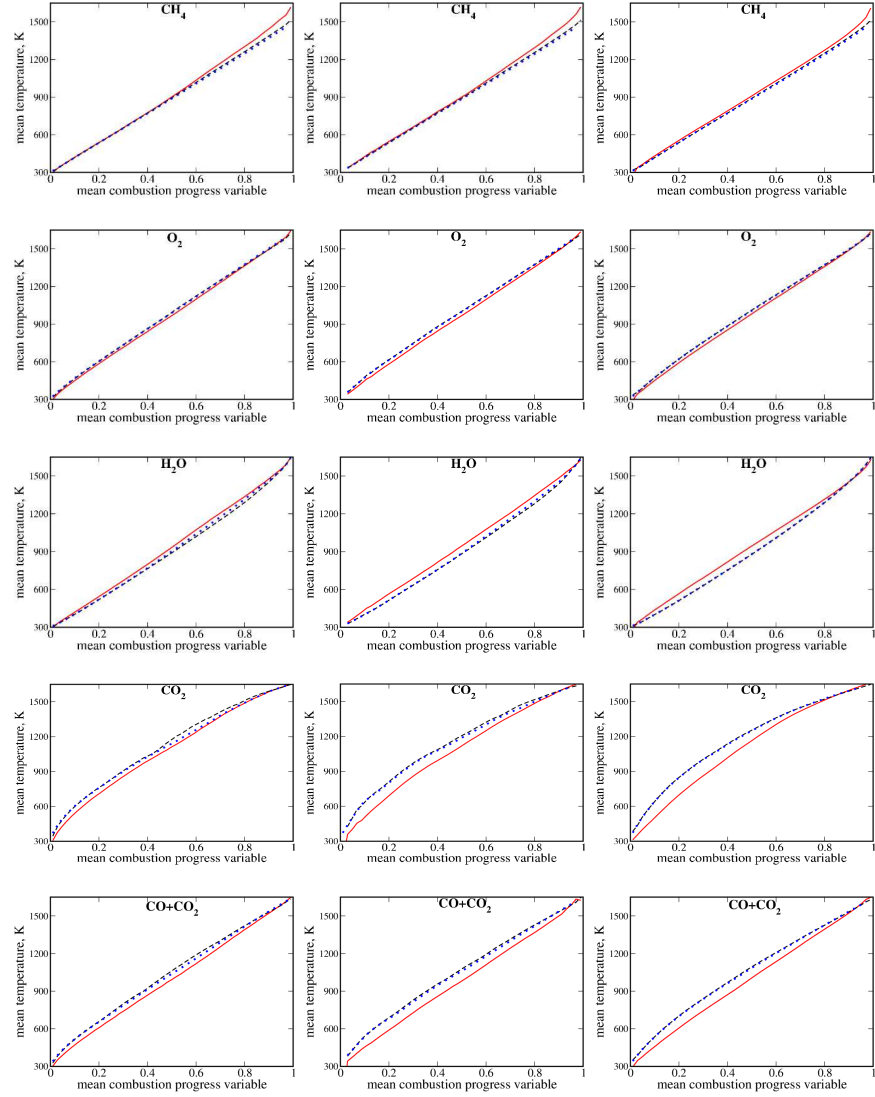 CH4 CH4 CH4
mean temperature, K mean temperature, K mean temperature, K
1500 1500 1500
1200 1200 1200
900 900 900
600 600 600
300 300 300
0 0.2 0.4 0.6 0.8 1 0 0.2 0.4 0.6 0.8 1 0 0.2 0.4 0.6 0.8 1
mean combustion progress variable mean combustion progress variable mean combustion progress variable
O2 O2 O2
mean temperature, K mean temperature, K mean temperature, K
1500 1500 1500
1200 1200 1200
900 900 900
600 600 600
300 300 300
0 0.2 0.4 0.6 0.8 1 0 0.2 0.4 0.6 0.8 1 0 0.2 0.4 0.6 0.8 1
mean combustion progress variable mean combustion progress variable mean combustion progress variable
H2O H2O H2O
mean temperature, K mean temperature, K mean temperature, K
1500 1500 1500
1200 1200 1200
900 900 900
600 600 600
300 300 300
0 0.2 0.4 0.6 0.8 1 0 0.2 0.4 0.6 0.8 1 0 0.2 0.4 0.6 0.8 1
mean combustion progress variable mean combustion progress variable mean combustion progress variable
CO2 CO2 CO2
mean temperature, K mean temperature, K mean temperature, K
1500 1500 1500
1200 1200 1200
900 900 900
600 600 600
300 300 300
0 0.2 0.4 0.6 0.8 1 0 0.2 0.4 0.6 0.8 1 0 0.2 0.4 0.6 0.8 1
mean combustion progress variable mean combustion progress variable mean combustion progress variable
CO+CO2 CO+CO2 CO+CO2
mean temperature, K mean temperature, K mean temperature, K
1500 1500 1500
1200 1200 1200
900 900 900
600 600 600
300 300 300
0 0.2 0.4 0.6 0.8 1 0 0.2 0.4 0.6 0.8 1 0 0.2 0.4 0.6 0.8 1
mean combustion progress variable mean combustion progress variable mean combustion progress variable